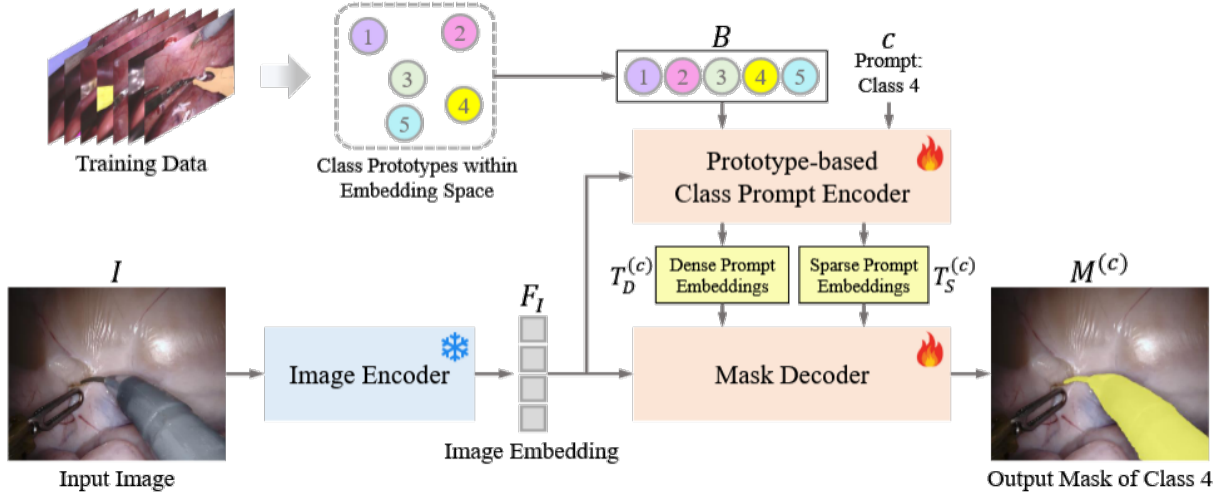 Training Data
1
2
3
4
5
Class Prototypes within
Embedding Space
B
1 2 3 4 5
C
Prompt:
Class 4
Prototype-based
Class Prompt Encoder
T_D^(c)
Dense Prompt
Embeddings
Sparse Prompt
Embeddings
T_S^(c)
I
Input Image
Image Encoder
F_I
Image Embedding
Mask Decoder
M^(c)
Output Mask of Class 4